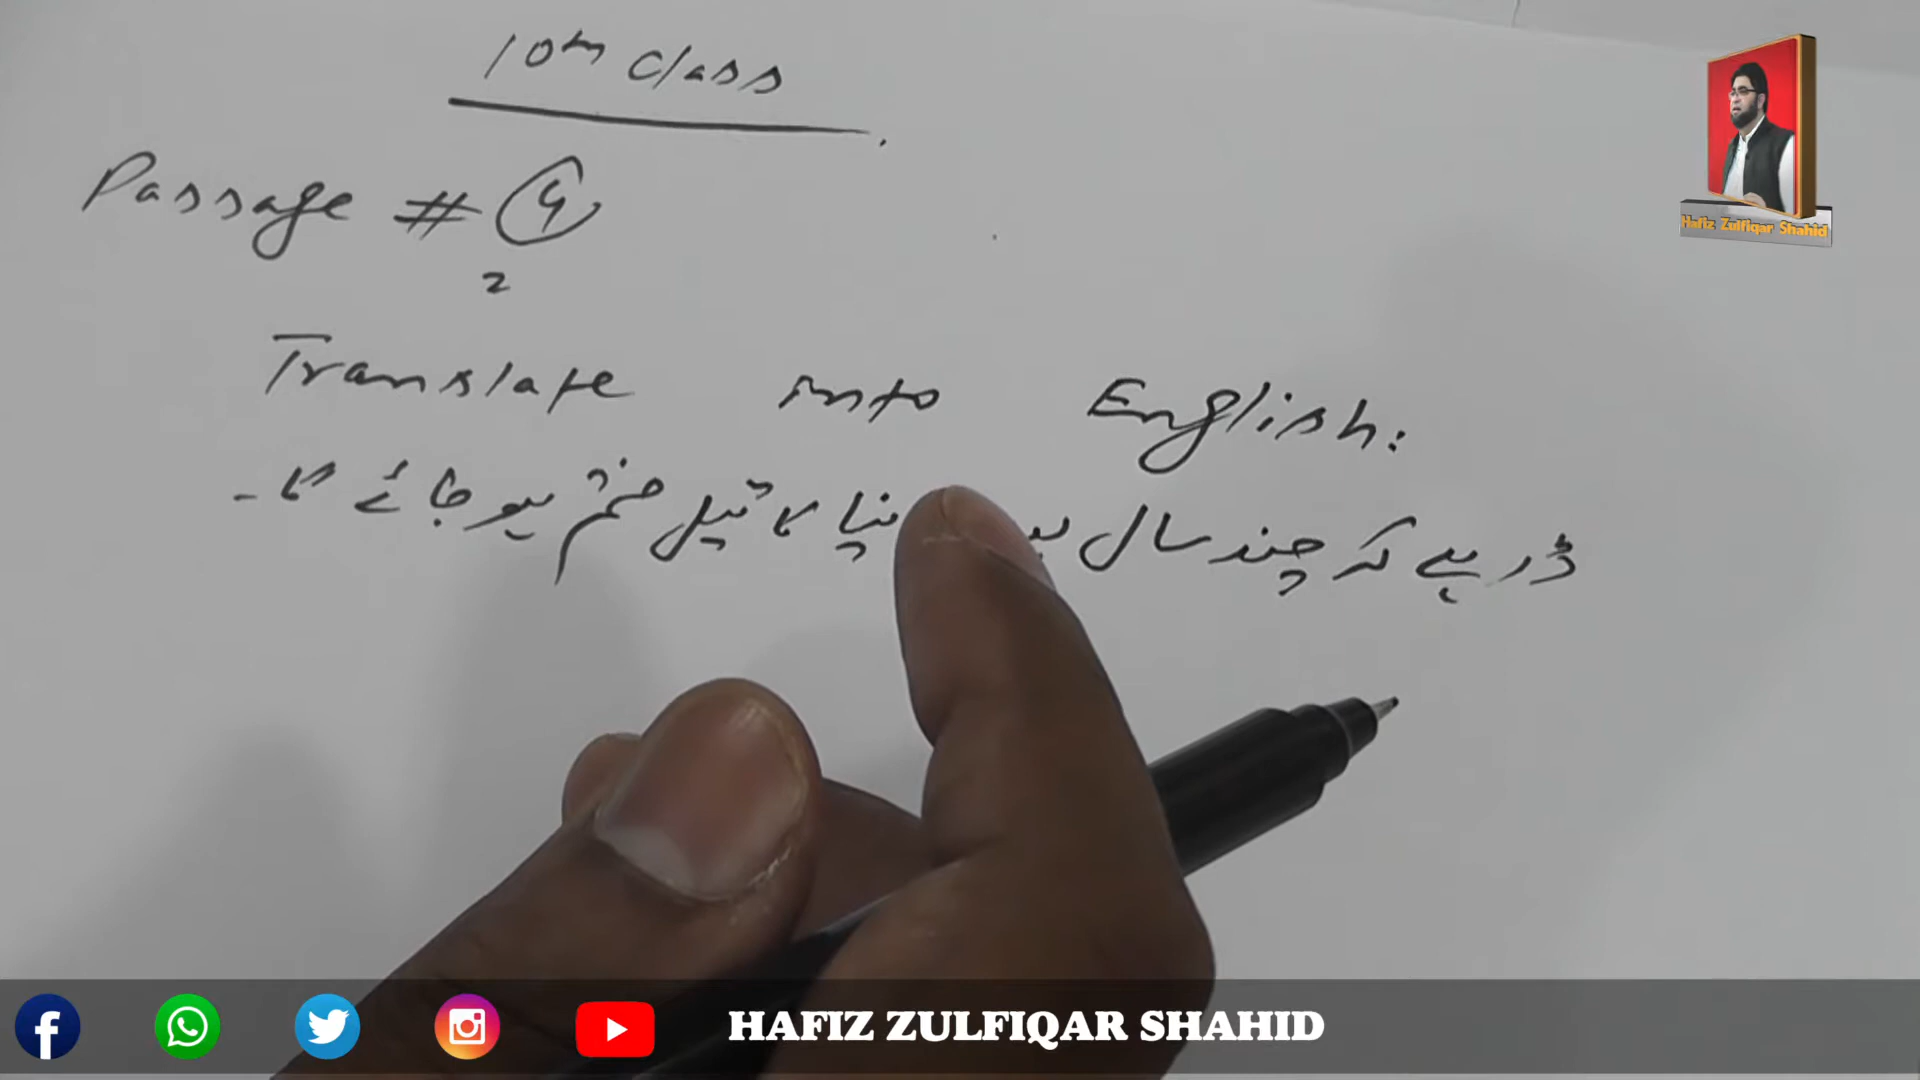 10th Class
Passage # 4
2
Translate into English:
ڈر ہے کہ چند سال کا تیل ختم ہو جائے گا۔
Hafiz Zulfiqar Shahid
HAFIZ ZULFIQAR SHAHID